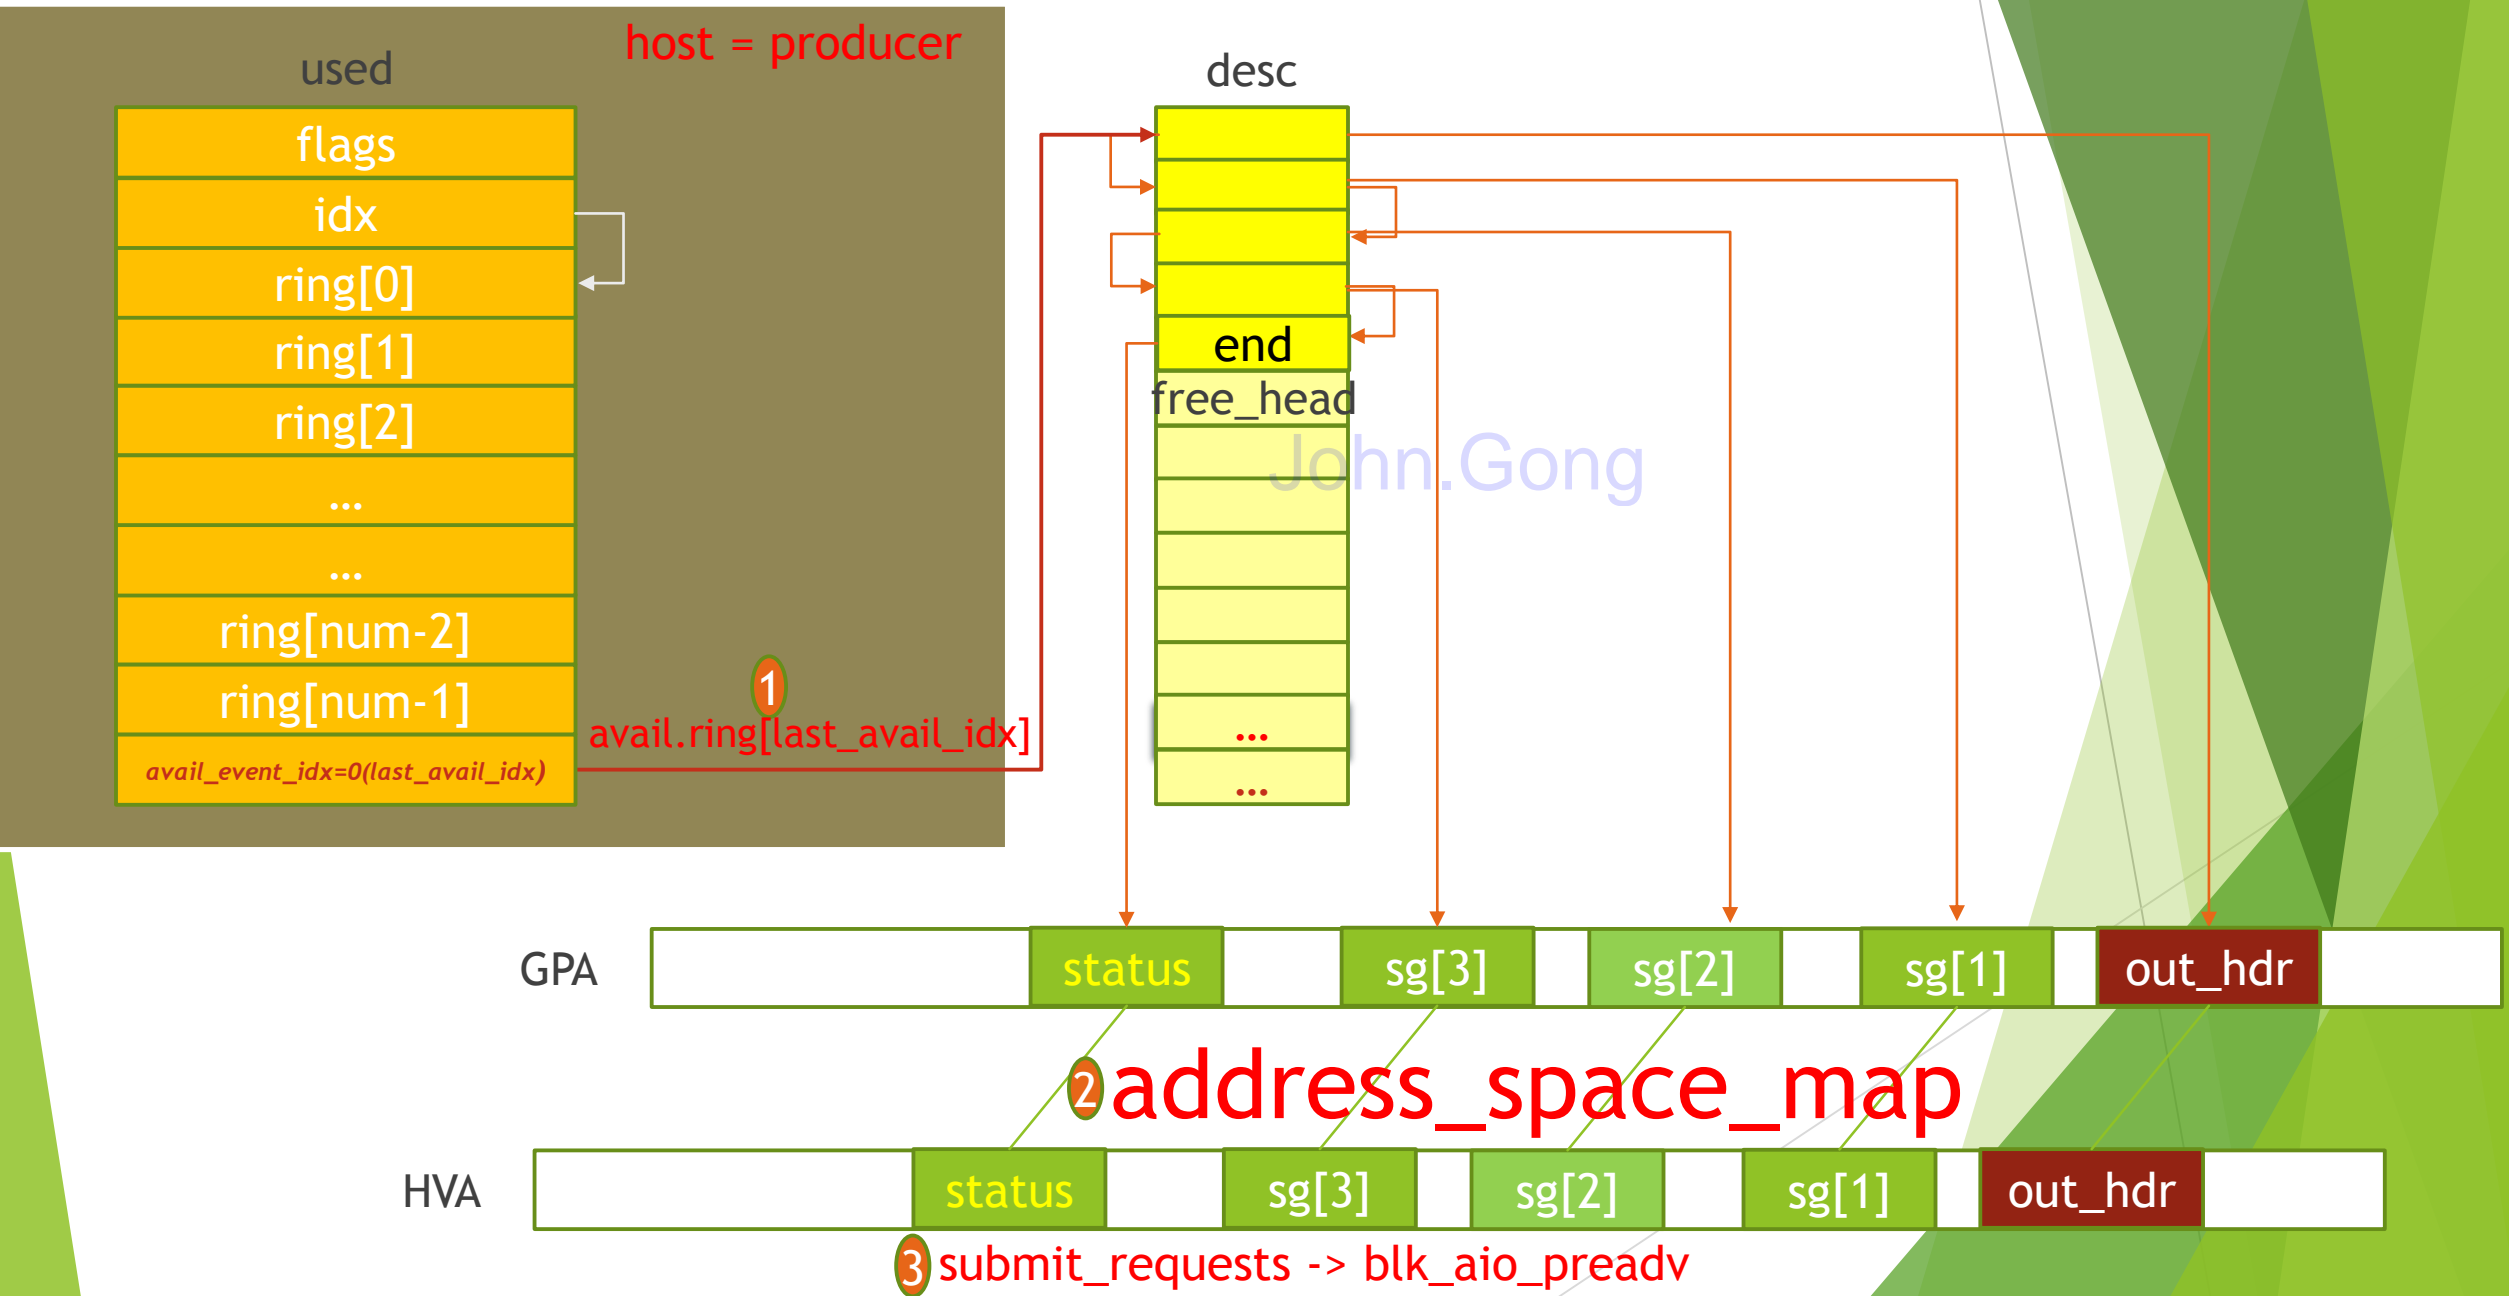 host = producer
used
flags
idx
ring[0]
ring[1]
ring[2]
...
...
ring[num-2]
ring[num-1]
avail_event_idx=0(last_avail_idx)
1
avail.ring[last_avail_idx]
desc
end
free_head
...
...
John.Gong
GPA
status
sg[3]
sg[2]
sg[1]
out_hdr
2
address_space_map
HVA
status
sg[3]
sg[2]
sg[1]
out_hdr
3
submit_requests -> blk_aio_preadv